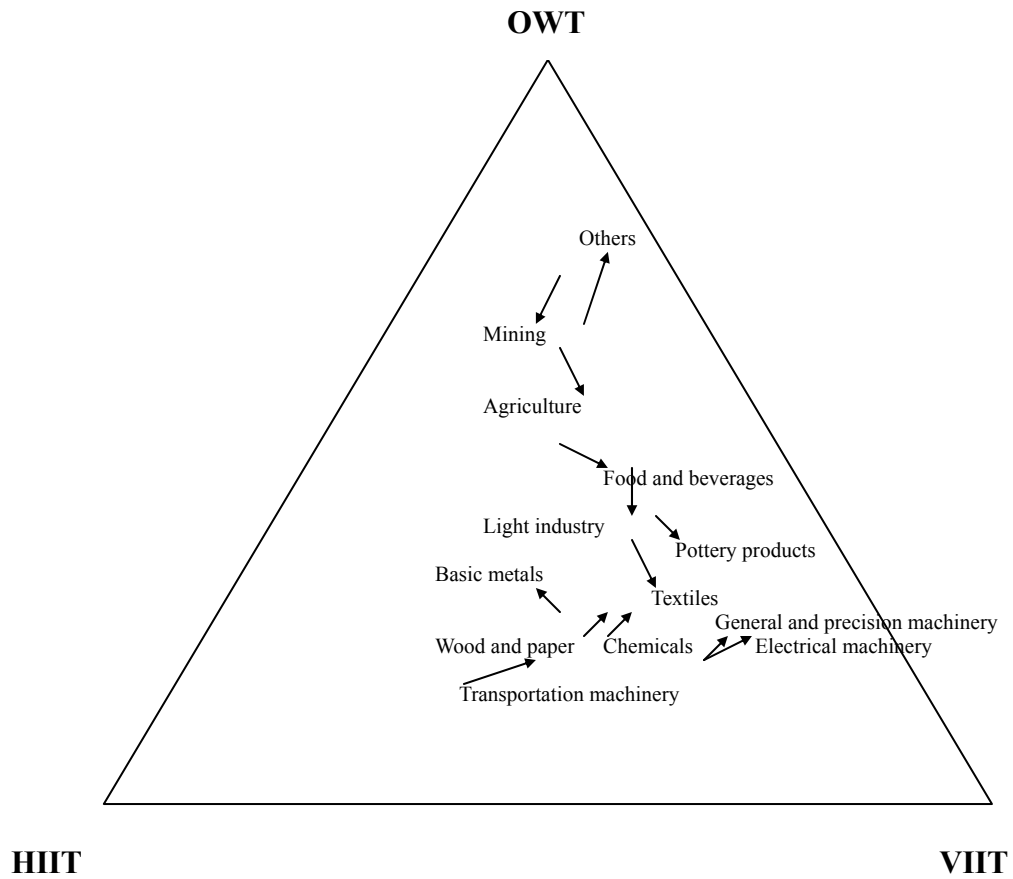 OWT
Others
Mining
Agriculture
Food and beverages
Light industry
Pottery products
Basic metals
Textiles
General and precision machinery
Wood and paper
Chemicals
Electrical machinery
Transportation machinery
HIIT
VIIT